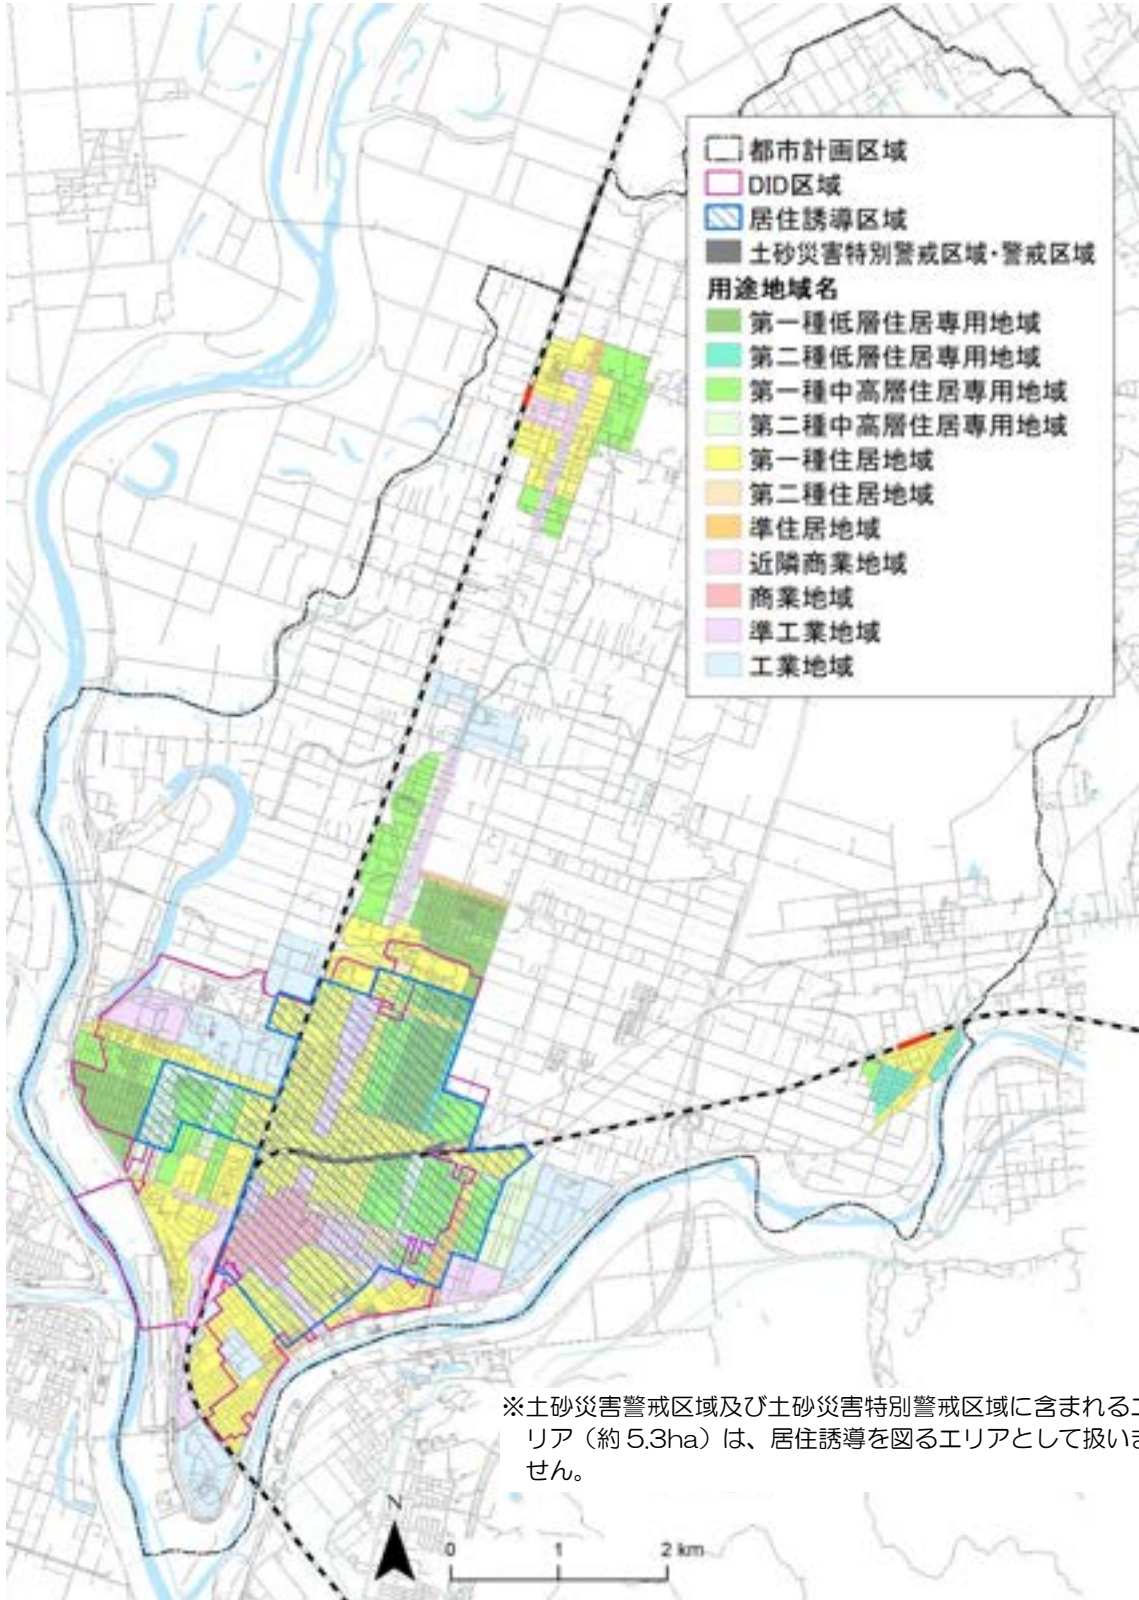 都市計画区域
DID区域
居住誘導区域
土砂災害特別警戒区域・警戒区域
用途地域名
第一種低層住居専用地域
第二種低層住居専用地域
第一種中高層住居専用地域
第二種中高層住居専用地域
第一種住居地域
第二種住居地域
準住居地域
近隣商業地域
商業地域
準工業地域
工業地域
※土砂災害警戒区域及び土砂災害特別警戒区域に含まれるエ
リア（約 5.3ha）は、居住誘導を図るエリアとして扱いま
せん。
N
0 1 2 km